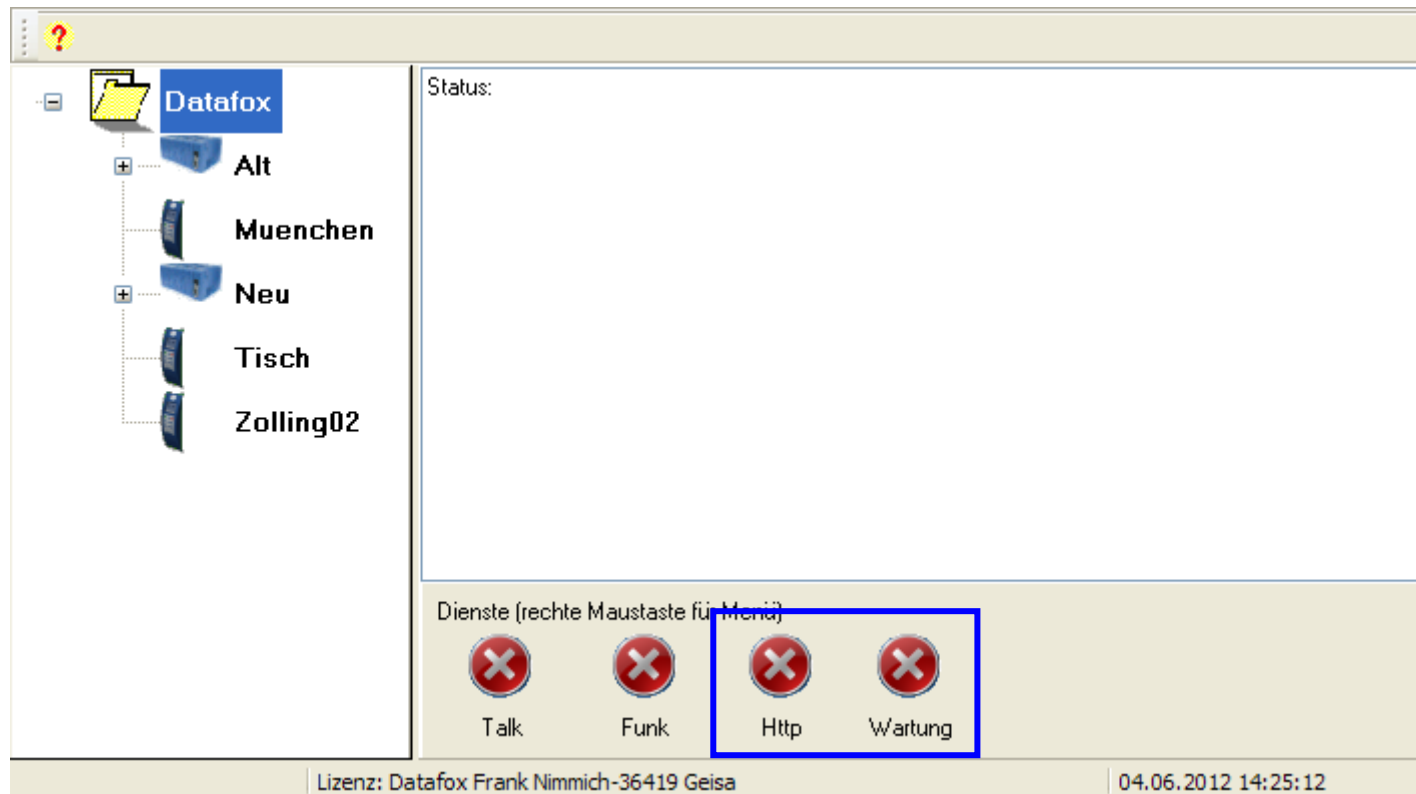 ?
Datafox
Alt
Muenchen
Neu
Tisch
Zolling02
Status:
Dienste (rechte Maustaste für Menü)
Talk
Funk
Http
Wartung
Lizenz: Datafox Frank Nimmich-36419 Geisa
04.06.2012 14:25:12